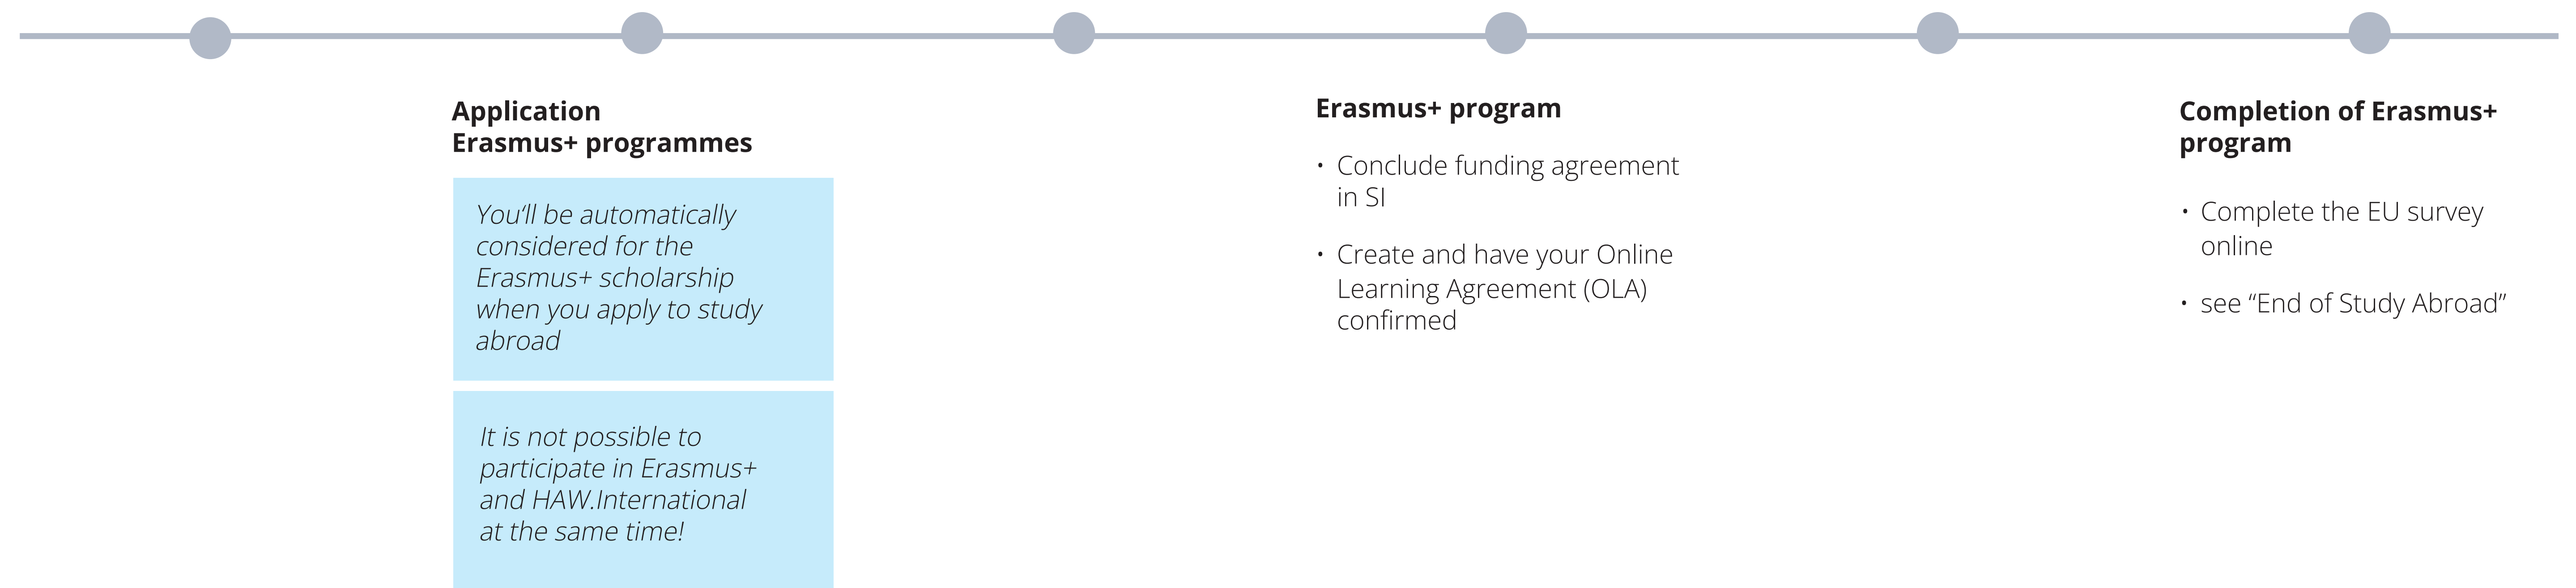 Application
Erasmus+ programmes
You‘ll be automatically
considered for the
Erasmus+ scholarship
when you apply to study
abroad
It is not possible to
participate in Erasmus+
and HAW.International
at the same time!
Erasmus+ program
• Conclude funding agreement
in SI
• Create and have your Online
Learning Agreement (OLA)
confirmed
Completion of Erasmus+
program
• Complete the EU survey
online
• see “End of Study Abroad”